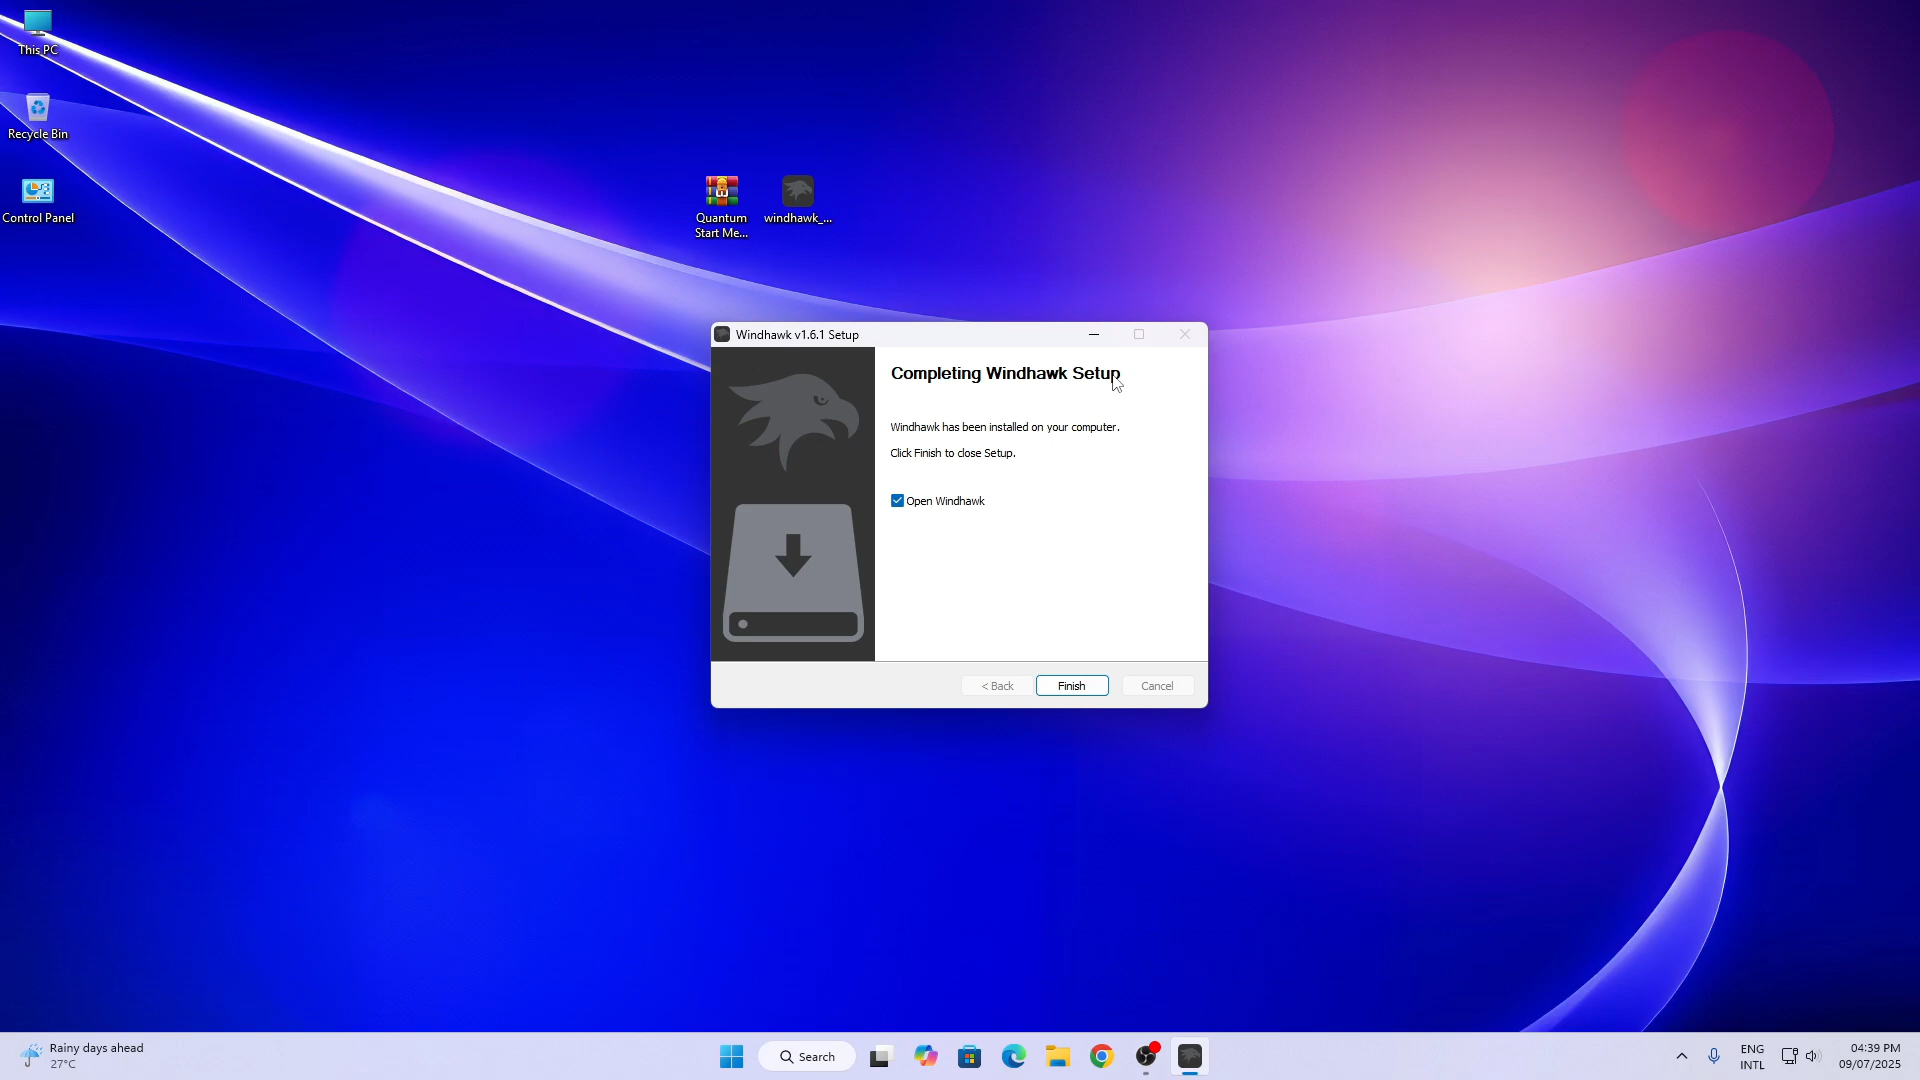 This PC
Recycle Bin
Control Panel
Quantum
Start Me...
windhawk_...
Windhawk v1.6.1 Setup
Completing Windhawk Setup
Windhawk has been installed on your computer.
Click Finish to close Setup.
Open Windhawk
< Back
Finish
Cancel
Rainy days ahead
27°C
Search
ENG
INTL
04:39 PM
09/07/2025